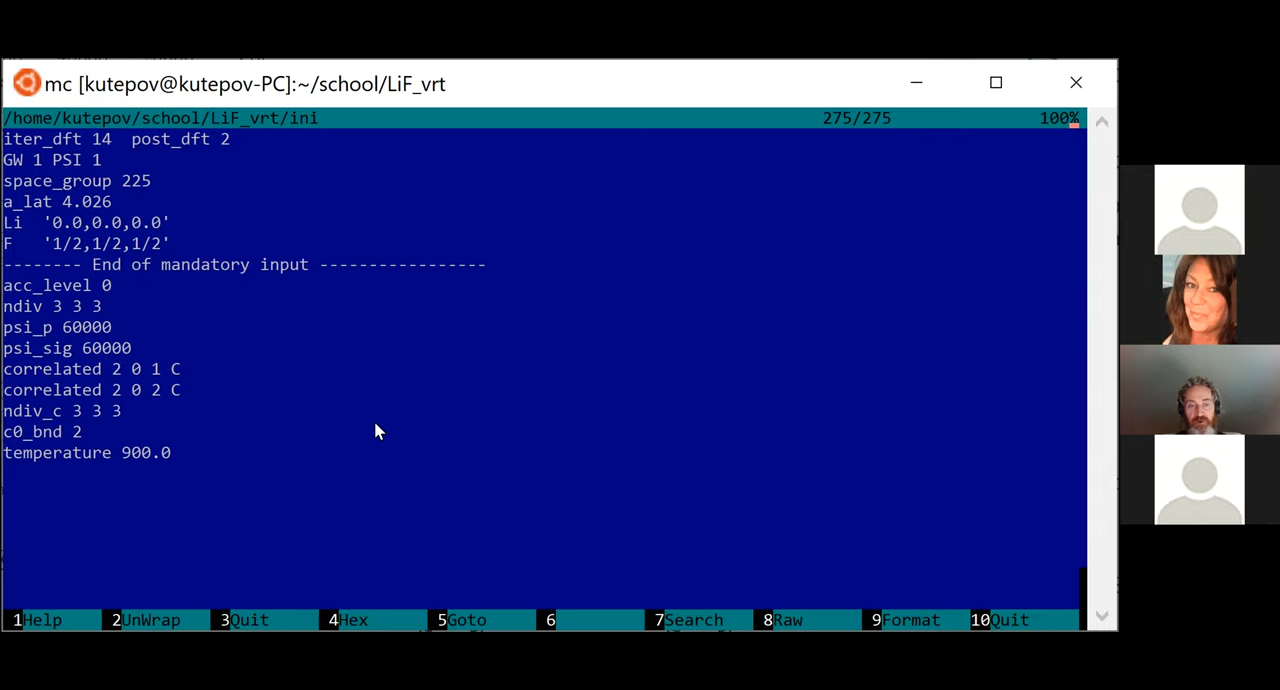 mc [kutepov@kutepov-PC]:~/school/LiF_vrt
/home/kutepov/school/LiF_vrt/ini 275/275 100%
iter_dft 14 post_dft 2
GW 1 PSI 1
space_group 225
a_lat 4.026
Li '0.0,0.0,0.0'
F '1/2,1/2,1/2'
-------- End of mandatory input -----------------
acc_level 0
ndiv 3 3 3
psi_p 60000
psi_sig 60000
correlated 2 0 1 C
correlated 2 0 2 C
ndiv_c 3 3 3
c0_bnd 2
temperature 900.0
1Help 2UnWrap 3Quit 4Hex 5Goto 6 7Search 8Raw 9Format 10Quit